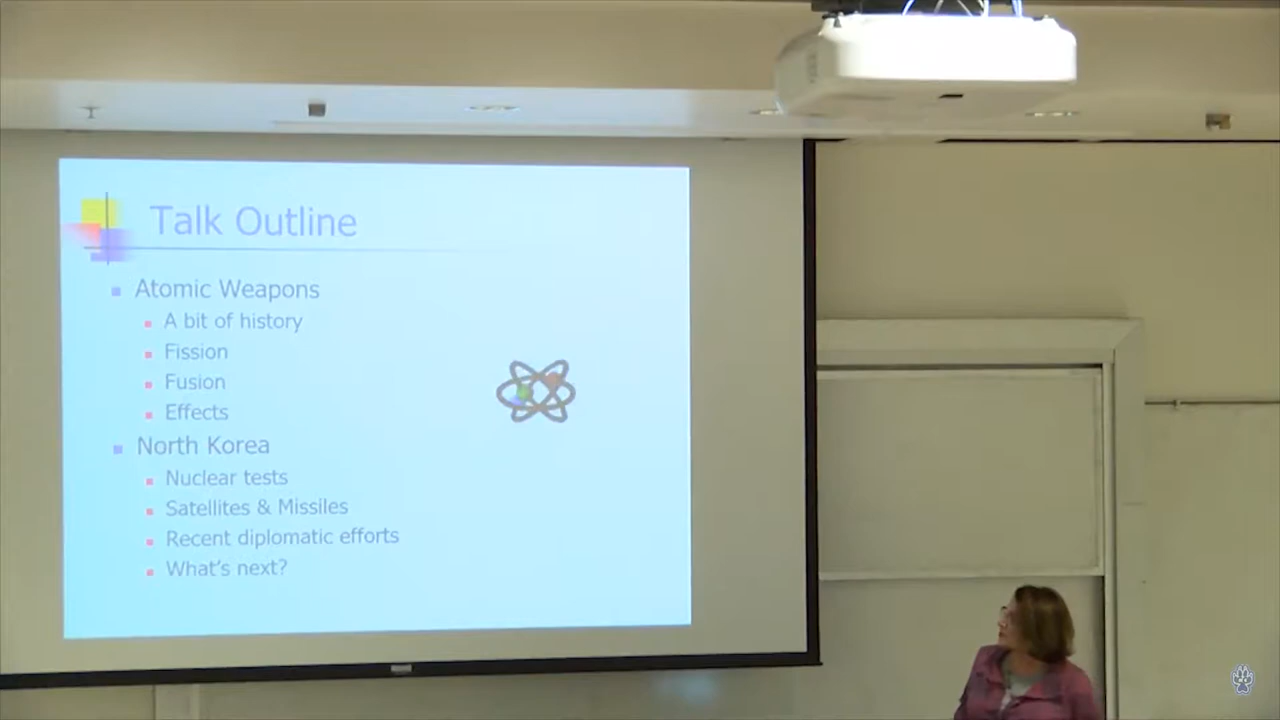 Talk Outline
Atomic Weapons
A bit of history
Fission
Fusion
Effects
North Korea
Nuclear tests
Satellites & Missiles
Recent diplomatic efforts
What's next?